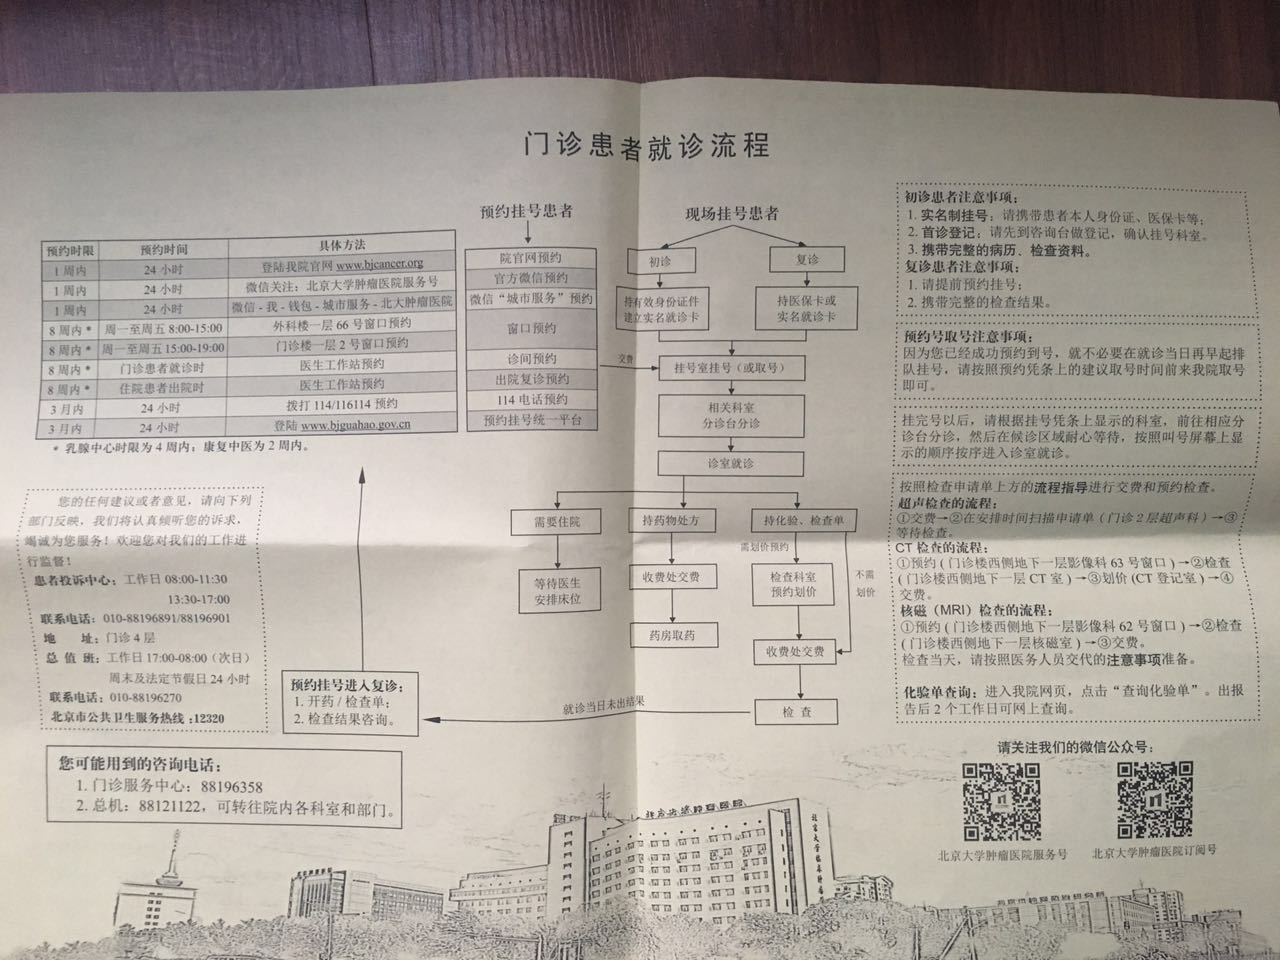 门诊患者就诊流程
预约挂号患者
现场挂号患者
预约时限 预约时间 具体方法
1 周内 24 小时 登陆我院官网 www.bjcancer.org
1 周内 24 小时 微信关注：北京大学肿瘤医院服务号
1 周内 24 小时 微信 - 我 - 钱包 - 城市服务 - 北大肿瘤医院
8 周内 * 周一至周五 8:00-15:00 外科楼一层 66 号窗口预约
8 周内 * 周一至周五 15:00-19:00 门诊楼一层 2 号窗口预约
8 周内 * 门诊患者就诊时 医生工作站预约
8 周内 * 住院患者出院时 医生工作站预约
3 月内 24 小时 拨打 114/116114 预约
3 月内 24 小时 登陆 www.bjguahao.gov.cn
* 乳腺中心时限为 4 周内；康复中医为 2 周内。
院官网预约
官方微信预约
微信“城市服务”预约
窗口预约
诊间预约
出院复诊预约
114 电话预约
预约挂号统一平台
交费
初诊
复诊
持有效身份证件
建立实名就诊卡
持医保卡或
实名就诊卡
挂号室挂号（或取号）
相关科室
分诊台分诊
诊室就诊
需要住院
持药物处方
持化验、检查单
需划价预约
不需
划价
等待医生
安排床位
收费处交费
检查科室
预约划价
药房取药
收费处交费
检 查
就诊当日未出结果
预约挂号进入复诊：
1. 开药 / 检查单；
2. 检查结果咨询。
您的任何建议或者意见，请向下列
部门反映，我们将认真倾听您的诉求，
竭诚为您服务！欢迎您对我们的工作进
行监督！
患者投诉中心：工作日 08:00-11:30
13:30-17:00
联系电话：010-88196891/88196901
地 址：门诊 4 层
总 值 班：工作日 17:00-08:00（次日）
周末及法定节假日 24 小时
联系电话：010-88196270
北京市公共卫生服务热线 :12320
您可能用到的咨询电话：
1. 门诊服务中心：88196358
2. 总机：88121122，可转往院内各科室和部门。
初诊患者注意事项：
1. 实名制挂号：请携带患者本人身份证、医保卡等；
2. 首诊登记：请先到咨询台做登记，确认挂号科室。
3. 携带完整的病历、检查资料。
复诊患者注意事项：
1. 请提前预约挂号；
2. 携带完整的检查结果。
预约号取号注意事项：
因为您已经成功预约到号，就不必要在就诊当日再早起排
队挂号，请按照预约凭条上的建议取号时间前来我院取号
即可。
挂完号以后，请根据挂号凭条上显示的科室，前往相应分
诊台分诊，然后在候诊区域耐心等待，按照叫号屏幕上显
示的顺序按序进入诊室就诊。
按照检查申请单上方的流程指导进行交费和预约检查。
超声检查的流程：
①交费→②在安排时间扫描申请单（门诊 2 层超声科）→③
等待检查。
CT 检查的流程：
①预约（门诊楼西侧地下一层影像科 63 号窗口）→②检查
（门诊楼西侧地下一层 CT 室）→③划价（CT 登记室）→④
交费。
核磁（MRI）检查的流程：
①预约（门诊楼西侧地下一层影像科 62 号窗口）→②检查
（门诊楼西侧地下一层核磁室）→③交费。
检查当天，请按照医务人员交代的注意事项准备。
化验单查询：进入我院网页，点击“查询化验单”。出报
告后 2 个工作日可网上查询。
请关注我们的微信公众号：
北京大学肿瘤医院服务号
北京大学肿瘤医院订阅号